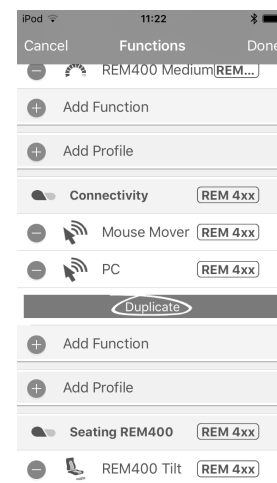 iPod 11:22
Cancel Functions Done
REM400 Medium REM...
Add Function
Add Profile
Connectivity REM 4xx
Mouse Mover REM 4xx
PC REM 4xx
Duplicate
Add Function
Add Profile
Seating REM400 REM 4xx
REM400 Tilt REM 4xx